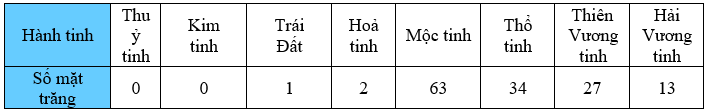 Hành tinh
Thu
ỷ
tinh
Kim
tinh
Trái
Đất
Hoả
tinh
Mộc tinh
Thổ
tinh
Thiên
Vương
tinh
Hải
Vương
tinh
Số mặt
trăng
0
0
1
2
63
34
27
13